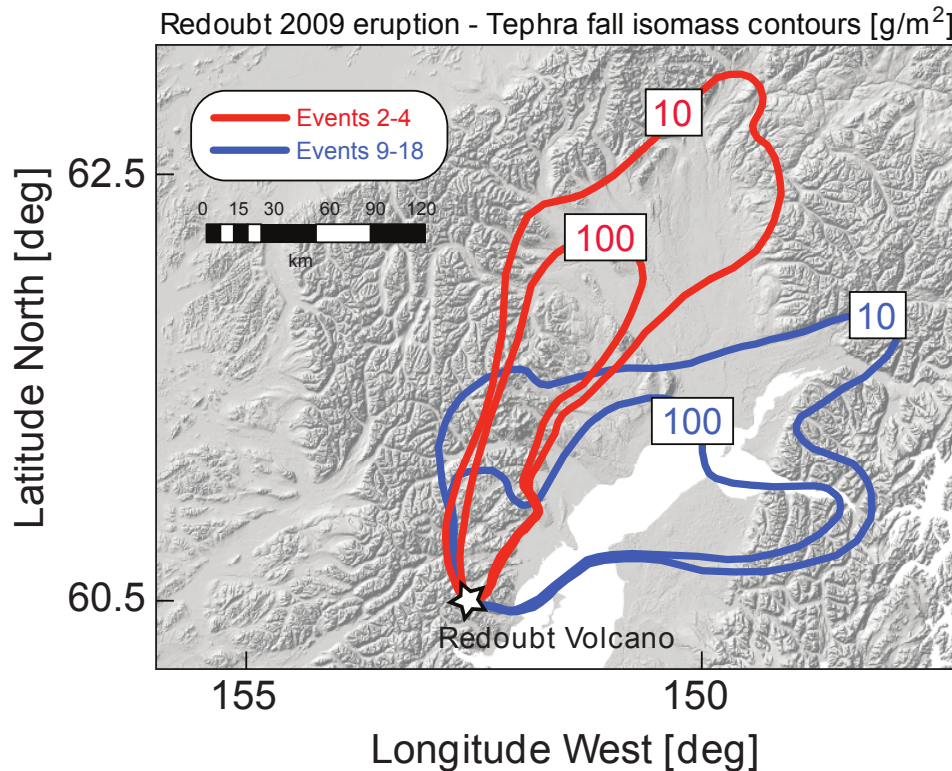 Redoubt 2009 eruption - Tephra fall isomass contours [g/m²]
10
Events 2-4
Events 9-18
62.5
0 15 30 60 90 120
km
100
10
100
Latitude North [deg]
60.5
Redoubt Volcano
155 150
Longitude West [deg]